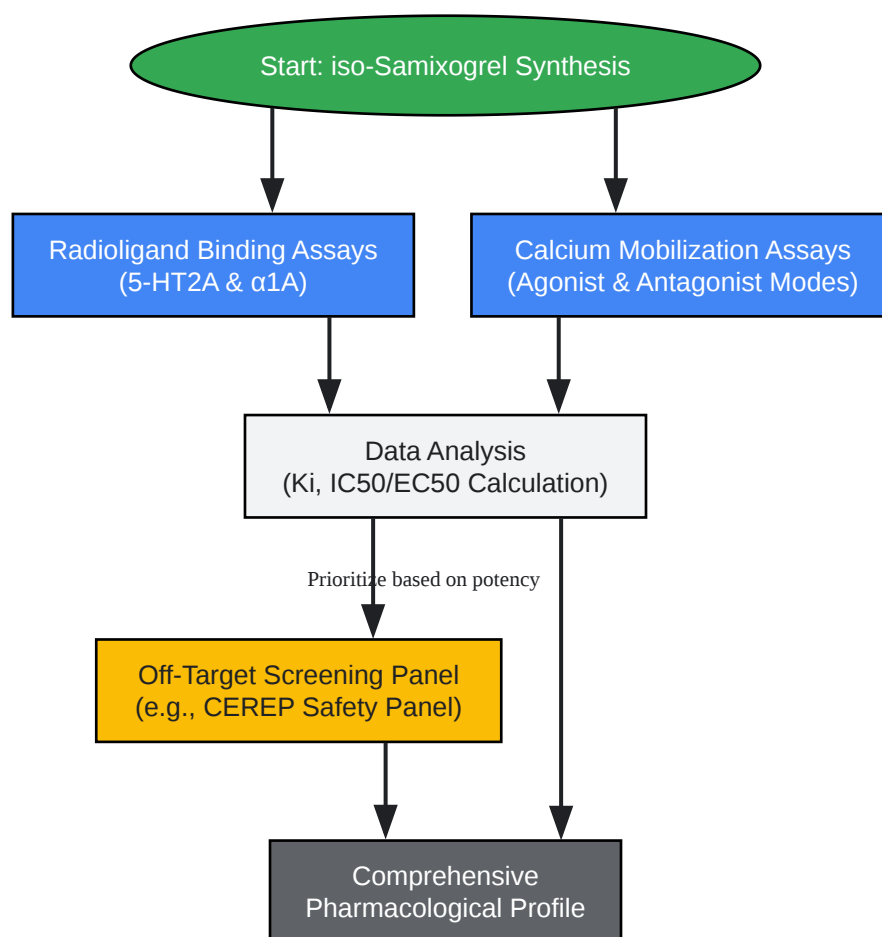 Start: iso-Samixogrel Synthesis
Radioligand Binding Assays
(5-HT2A & α1A)
Calcium Mobilization Assays
(Agonist & Antagonist Modes)
Data Analysis
(Ki, IC50/EC50 Calculation)
Prioritize based on potency
Off-Target Screening Panel
(e.g., CEREP Safety Panel)
Comprehensive
Pharmacological Profile